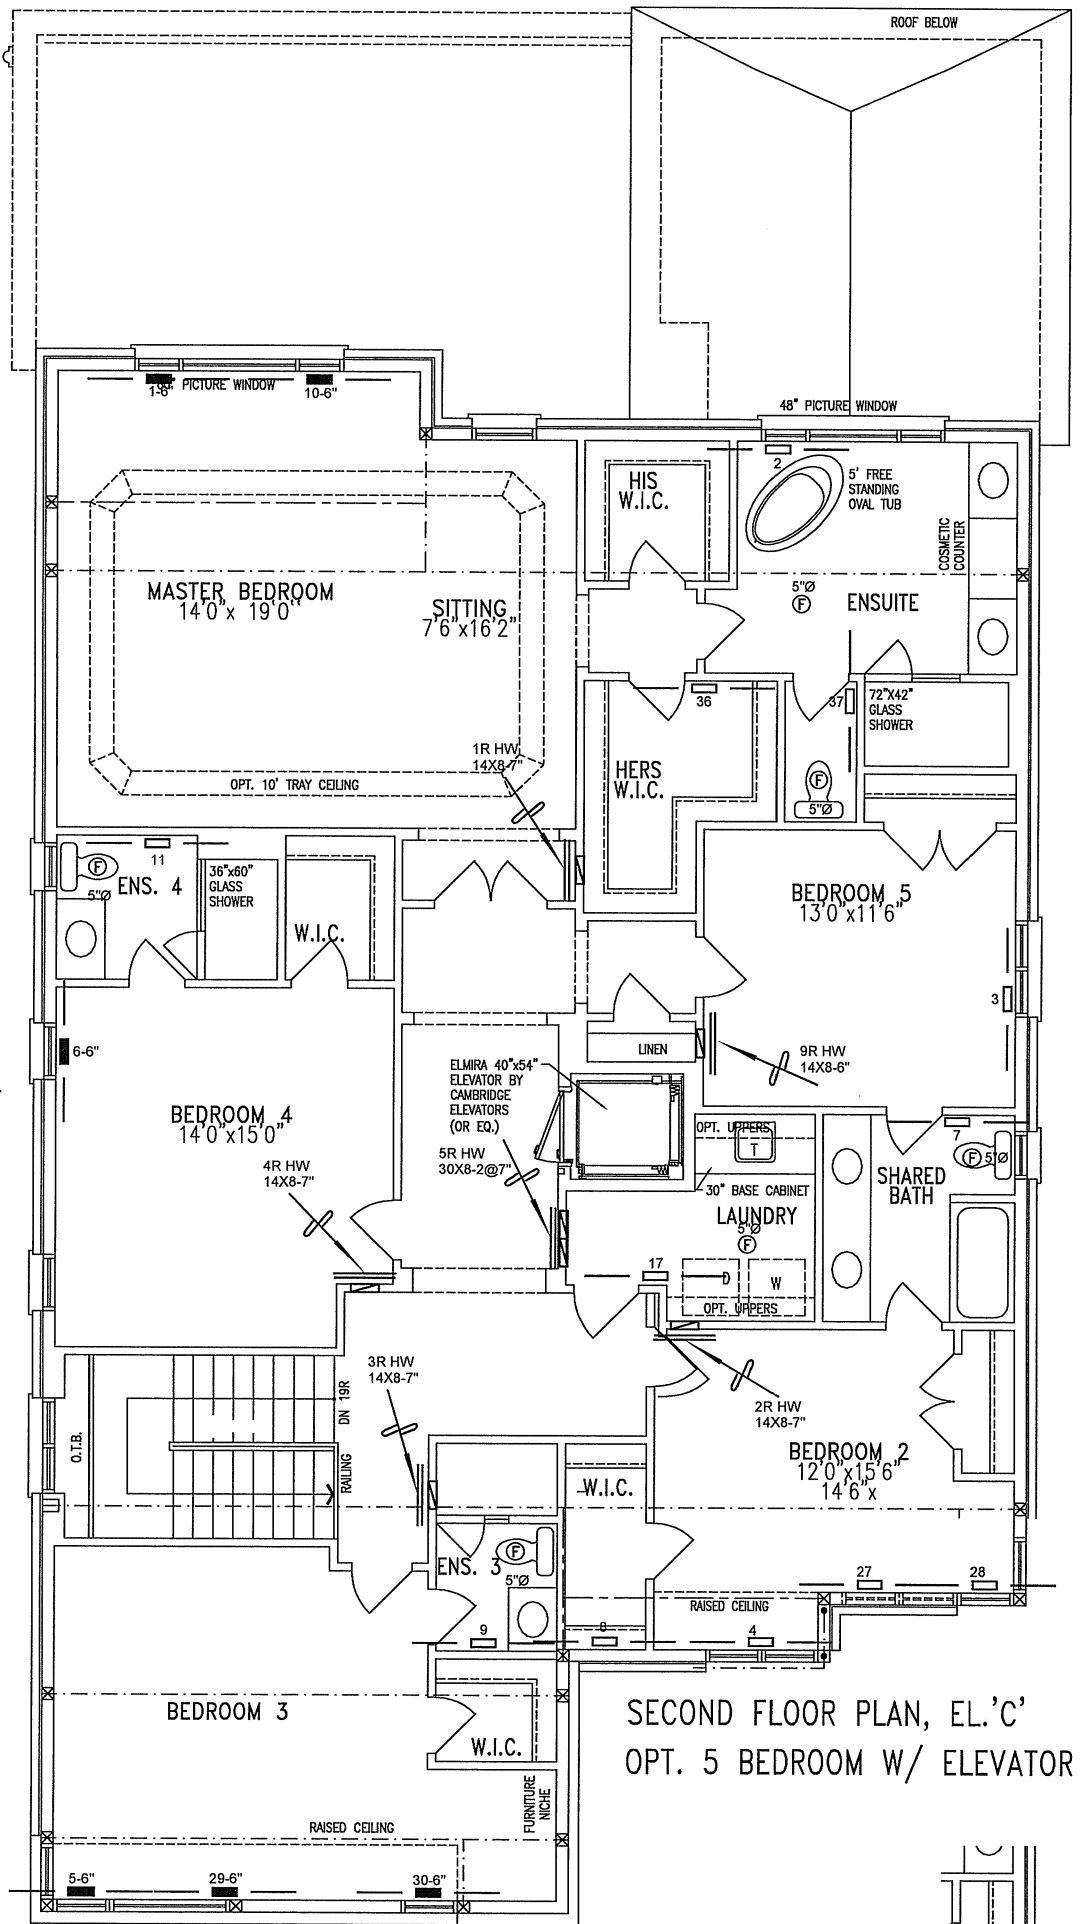 ROOF BELOW
1-6"
PICTURE WINDOW
10-6"
48" PICTURE WINDOW
2
HIS
W.I.C.
5' FREE
STANDING
OVAL TUB
COSMETIC
COUNTER
MASTER BEDROOM
14'0"x 19'0"
SITTING
7'6"x16'2"
5"Ø
F
ENSUITE
36
37
72"X42"
GLASS
SHOWER
1R HW
14X8-7"
HERS
W.I.C.
F
5"Ø
OPT. 10' TRAY CEILING
11
F
5"Ø
ENS. 4
36"x60"
GLASS
SHOWER
W.I.C.
BEDROOM 5
13'0"x11'6"
3
6-6"
LINEN
9R HW
14X8-6"
ELMIRA 40"x54"
ELEVATOR BY
CAMBRIDGE
ELEVATORS
(OR EQ.)
BEDROOM 4
14'0"x15'0"
4R HW
14X8-7"
5R HW
30X8-2@7"
OPT. UPPERS
T
7
F
5"Ø
SHARED
BATH
30" BASE CABINET
LAUNDRY
5"Ø
F
17
D
W
OPT. UPPERS
3R HW
14X8-7"
DN 19R
RAILING
O.T.B.
2R HW
14X8-7"
BEDROOM 2
12'0"x15'6"
14'6"x
W.I.C.
ENS. 3
F
5"Ø
27
28
RAISED CEILING
9
8
4
BEDROOM 3
W.I.C.
FURNITURE
NICHE
RAISED CEILING
5-6"
29-6"
30-6"
SECOND FLOOR PLAN, EL.'C'
OPT. 5 BEDROOM W/ ELEVATOR